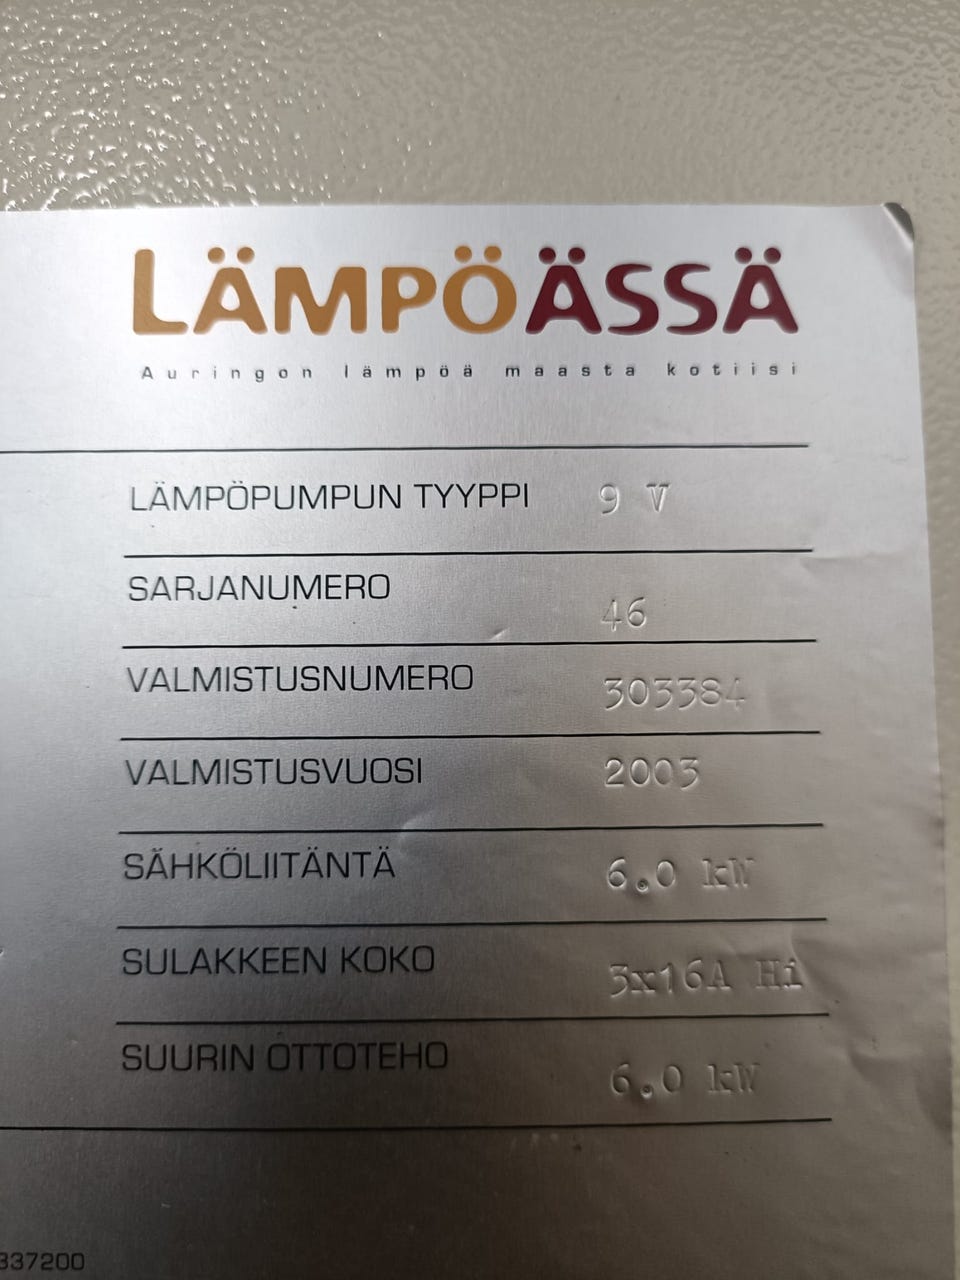 LÄMPÖÄSSÄ
Auringon lämpöä maasta kotiisi
LÄMPÖPUMPUN TYYPPI 9 V
SARJANUMERO 46
VALMISTUSNUMERO 303384
VALMISTUSVUOSI 2003
SÄHKÖLIITÄNTÄ 6.0 kW
SULAKKEEN KOKO 3x16A Hi
SUURIN OTTOTEHO 6.0 kW
337200